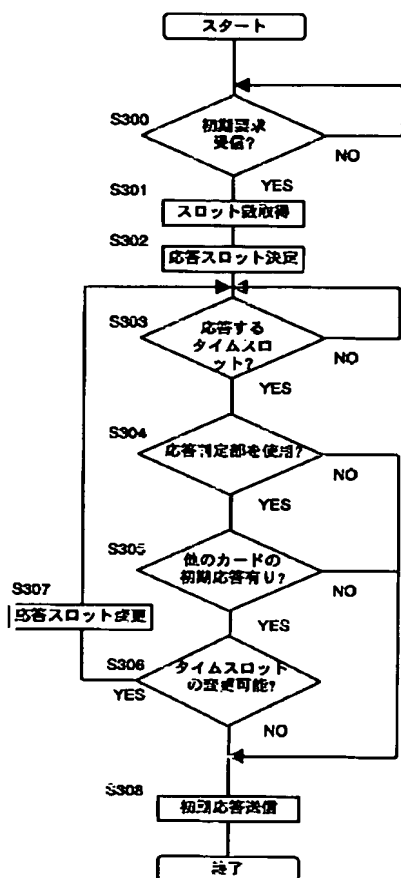 スタート
S300
初期要求
受信?
NO
YES
S301
スロット数取得
S302
応答スロット決定
S303
応答する
タイムスロ
ット?
NO
YES
S304
応答判定部を使用?
NO
YES
S305
他のカードの
初期応答有り?
NO
YES
S307
応答スロット変更
S306
タイムスロット
の変更可能?
YES
NO
S308
初期応答送信
終了